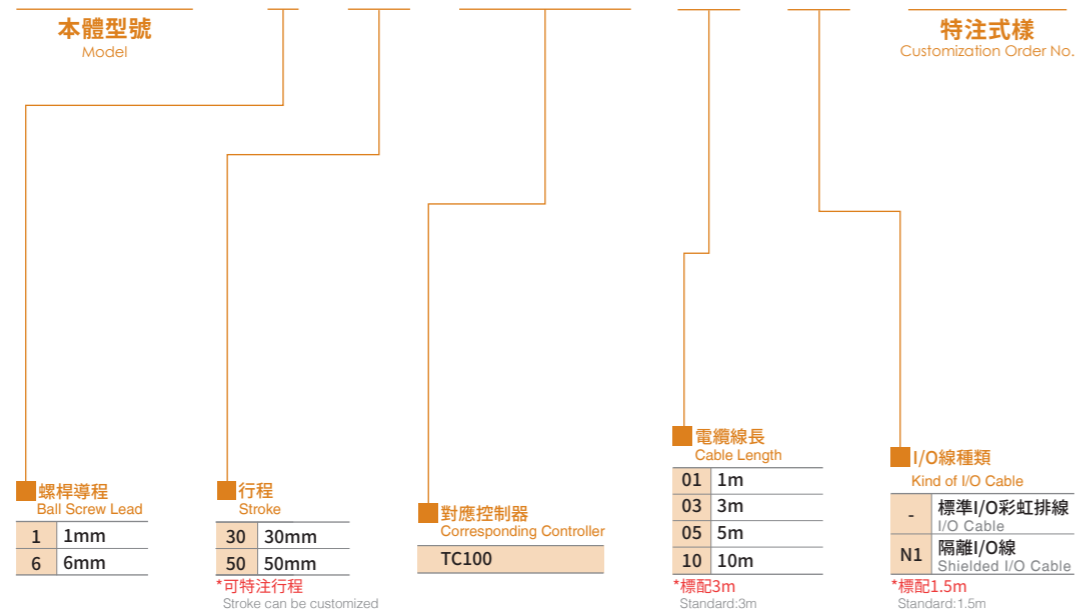 本體型號
Model
特注式樣
Customization Order No.
螺桿導程
Ball Screw Lead
1 1mm
6 6mm
行程
Stroke
30 30mm
50 50mm
*可特注行程
Stroke can be customized
對應控制器
Corresponding Controller
TC100
電纜線長
Cable Length
01 1m
03 3m
05 5m
10 10m
*標配3m
Standard:3m
I/O線種類
Kind of I/O Cable
- 標準I/O彩虹排線
I/O Cable
N1 隔離I/O線
Shielded I/O Cable
*標配1.5m
Standard:1.5m